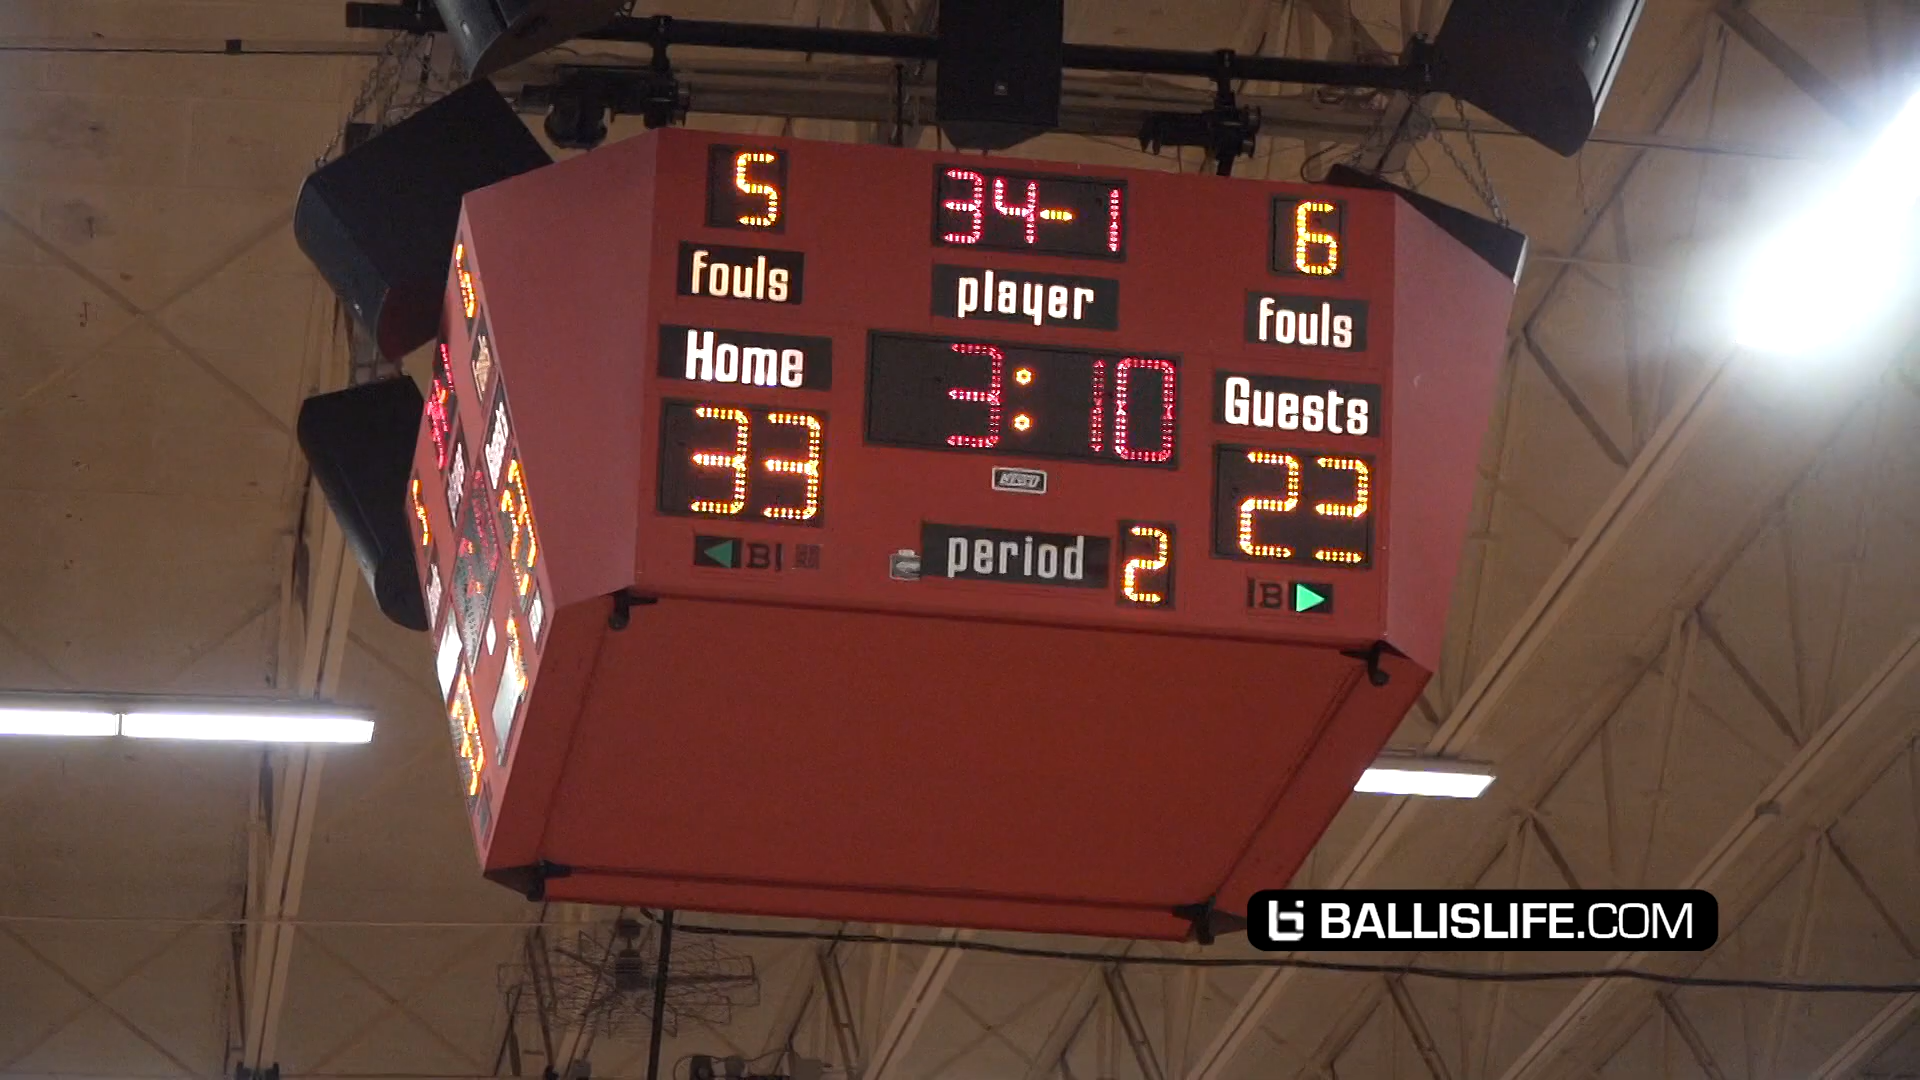 5 34-1 6
fouls player fouls
Home 3:10 Guests
33 22
B period 2 B
BALLISLIFE.COM